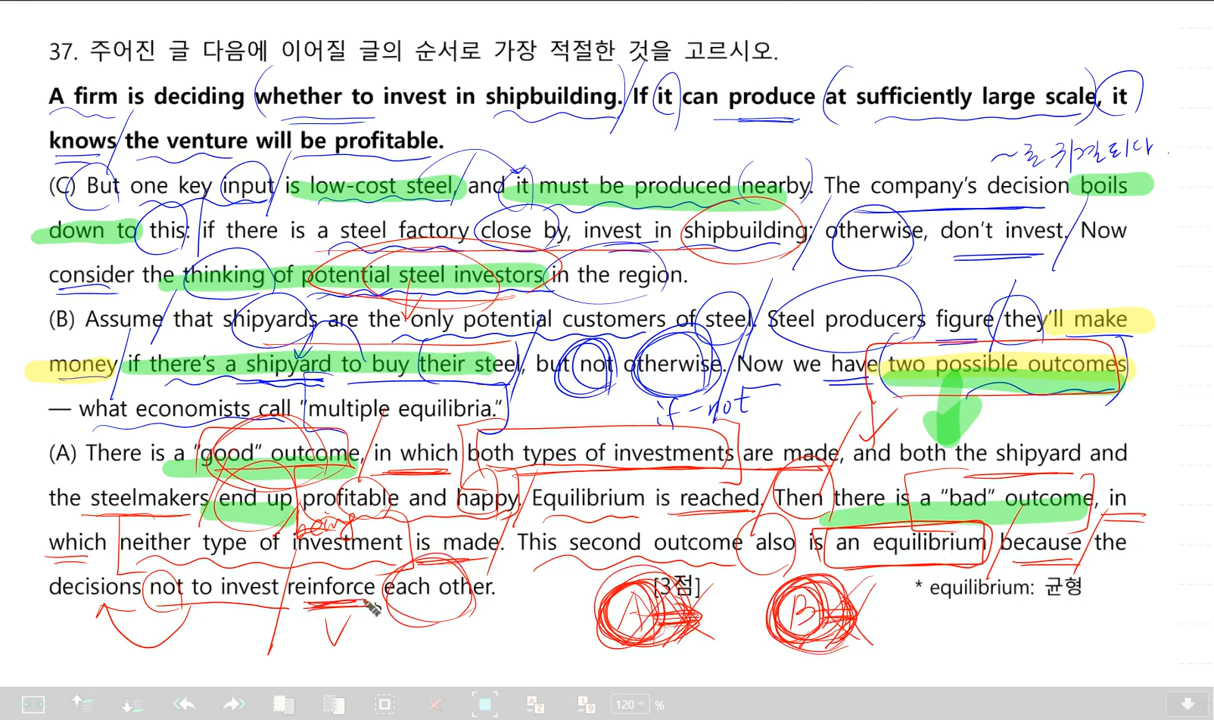 37. 주어진 글 다음에 이어질 글의 순서로 가장 적절한 것을 고르시오.
A firm is deciding whether to invest in shipbuilding. If it can produce at sufficiently large scale, it
knows the venture will be profitable.
~로 귀결되다.
(C) But one key input is low-cost steel, and it must be produced nearby. The company's decision boils
down to this: if there is a steel factory close by, invest in shipbuilding; otherwise, don't invest. Now
consider the thinking of potential steel investors in the region.
(B) Assume that shipyards are the only potential customers of steel. Steel producers figure they'll make
money if there's a shipyard to buy their steel, but not otherwise. Now we have two possible outcomes
— what economists call "multiple equilibria."
if not
(A) There is a "good" outcome, in which both types of investments are made, and both the shipyard and
the steelmakers end up profitable and happy. Equilibrium is reached. Then there is a "bad" outcome, in
being
which neither type of investment is made. This second outcome also is an equilibrium because the
decisions not to invest reinforce each other.
[3점]
* equilibrium: 균형
A
B
120 %